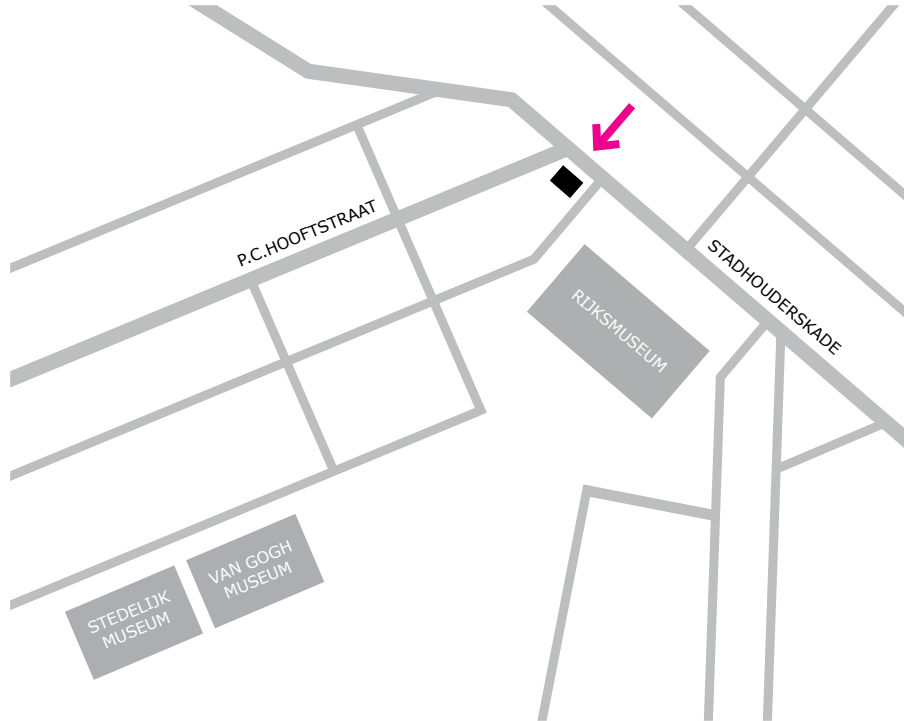 P.C.HOOFTSTRAAT
STADHOUDERSKADE
RIJKSMUSEUM
VAN GOGH
MUSEUM
STEDELIJK
MUSEUM